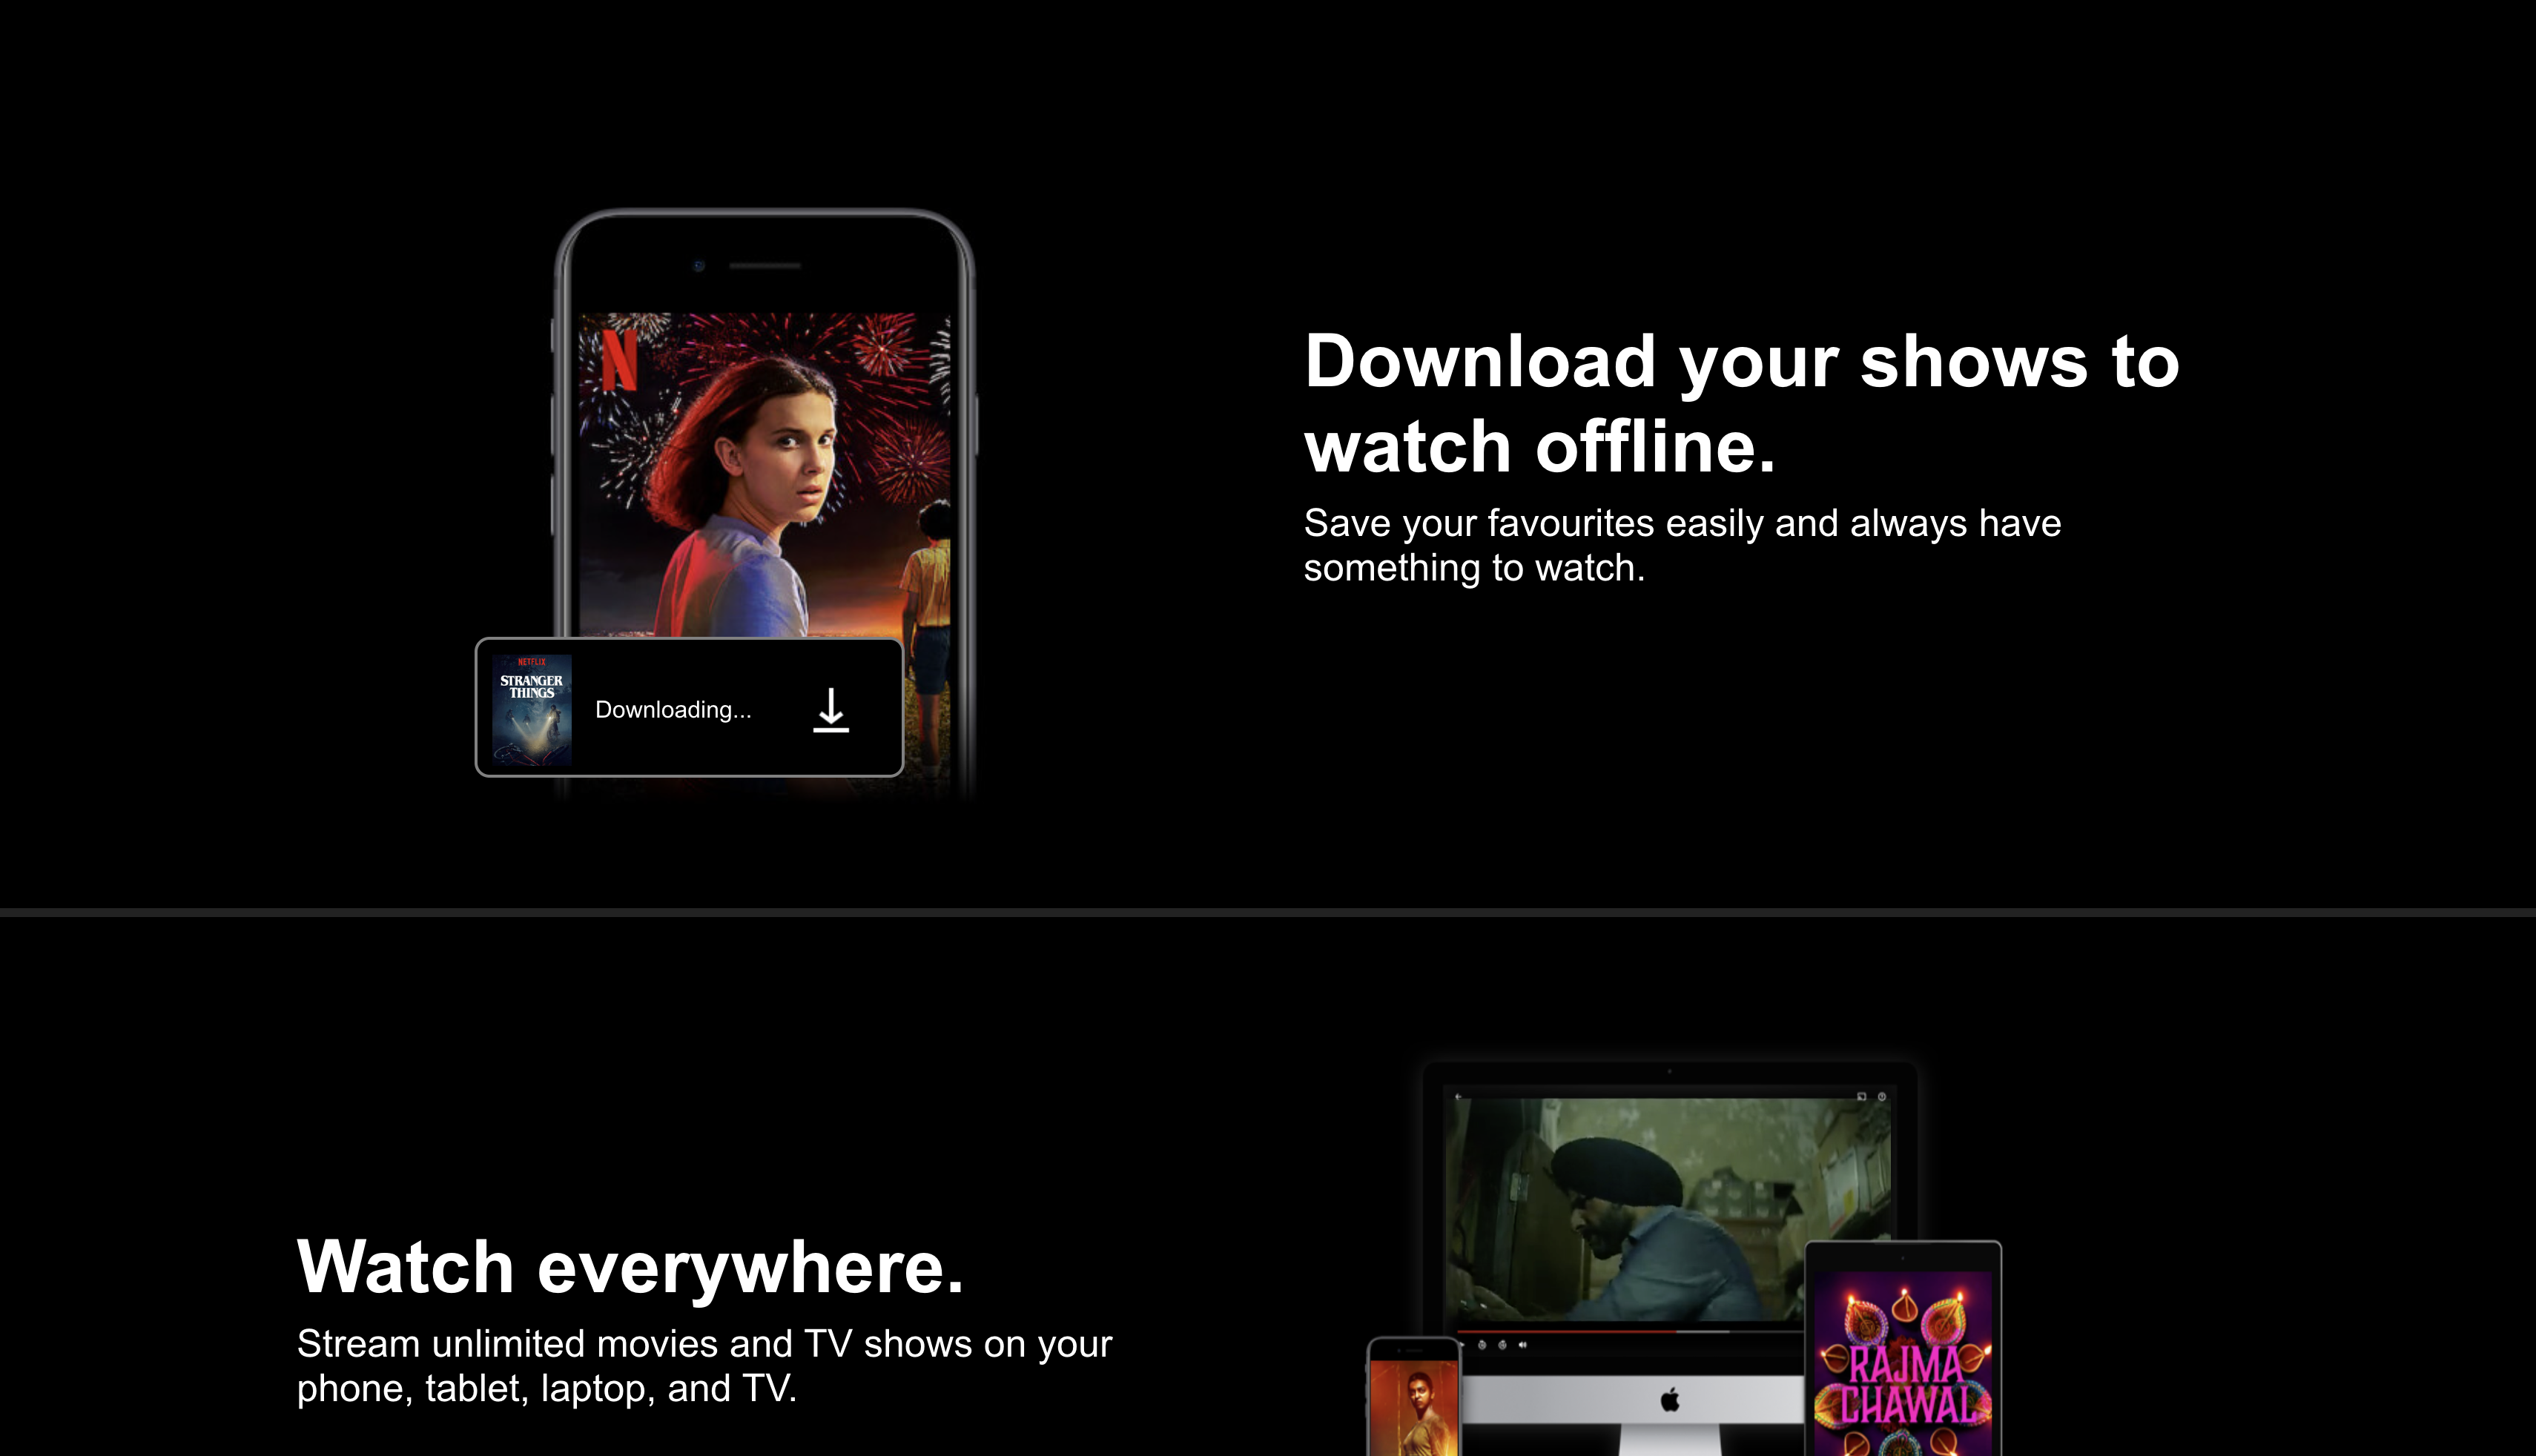 N
Download your shows to
watch offline.
Save your favourites easily and always have
something to watch.
NETFLIX
STRANGER
THINGS
Downloading...
Watch everywhere.
Stream unlimited movies and TV shows on your
phone, tablet, laptop, and TV.
RAJMA
CHAWAL